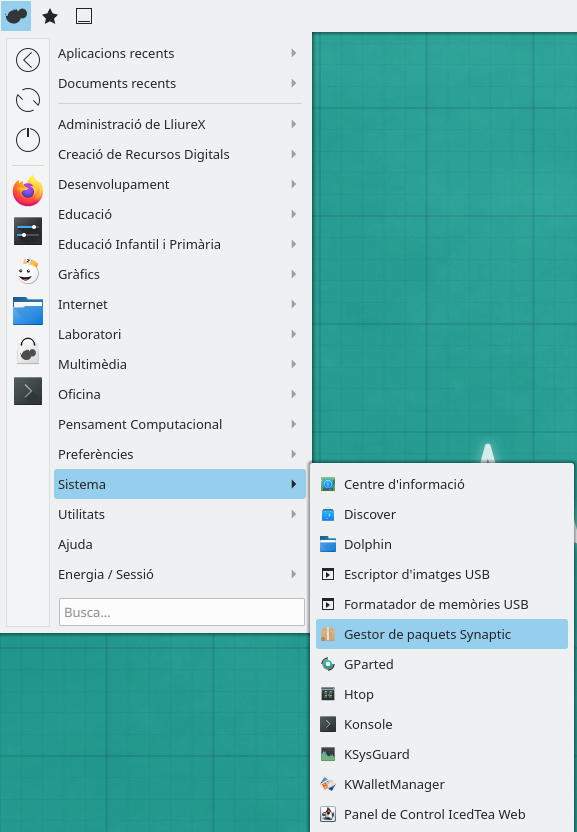 Aplicacions recents
Documents recents
Administració de LliureX
Creació de Recursos Digitals
Desenvolupament
Educació
Educació Infantil i Primària
Gràfics
Internet
Laboratori
Multimèdia
Oficina
Pensament Computacional
Preferències
Sistema
Utilitats
Ajuda
Energia / Sessió
Busca...
Centre d'informació
Discover
Dolphin
Escriptor d'imatges USB
Formatador de memòries USB
Gestor de paquets Synaptic
GParted
Htop
Konsole
KSysGuard
KWalletManager
Panel de Control IcedTea Web